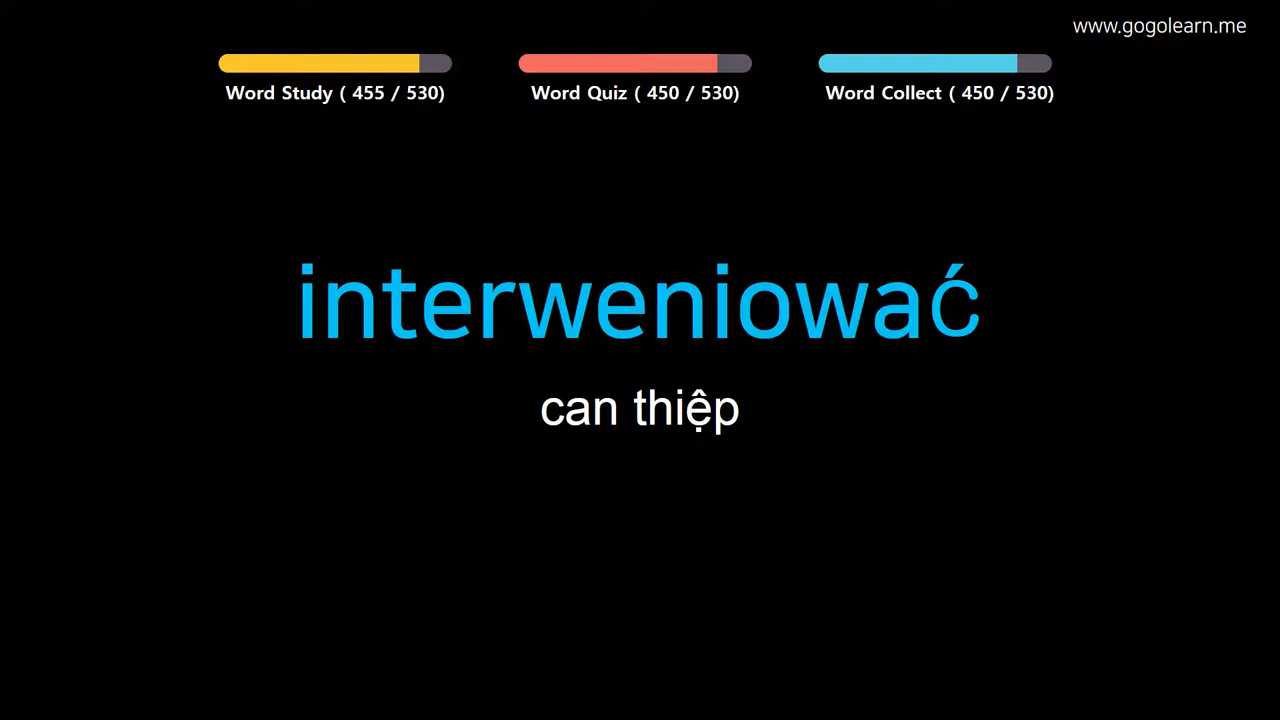 www.gogolearn.me
Word Study ( 455 / 530)
Word Quiz ( 450 / 530)
Word Collect ( 450 / 530)
interweniować
can thiệp